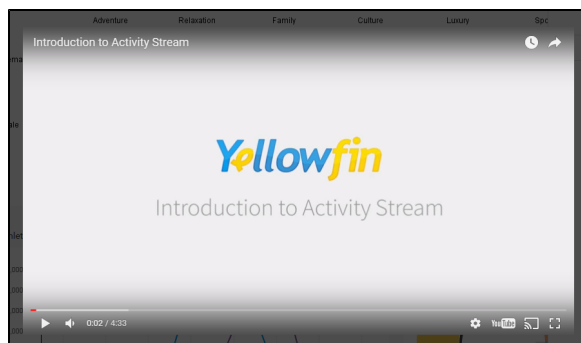 Adventure Relaxation Family Culture Luxury
Introduction to Activity Stream
Yellowfin
Introduction to Activity Stream
0:02 / 4:33
YouTube